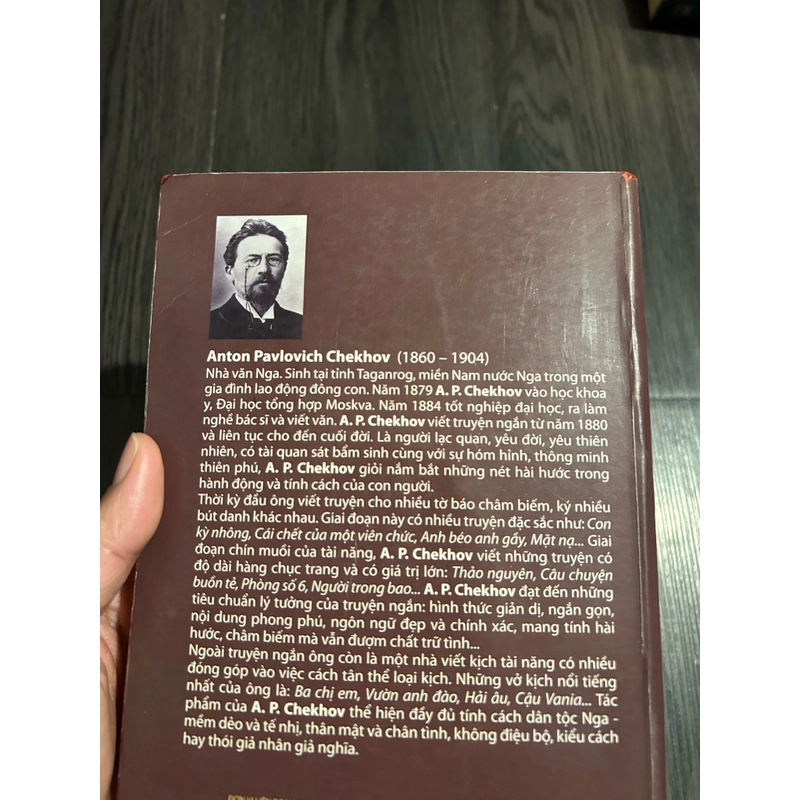 Anton Pavlovich Chekhov (1860 – 1904)
Nhà văn Nga. Sinh tại tỉnh Taganrog, miền Nam nước Nga trong một
gia đình lao động đông con. Năm 1879 A. P. Chekhov vào học khoa
y, Đại học tổng hợp Moskva. Năm 1884 tốt nghiệp đại học, ra làm
nghề bác sĩ và viết văn. A. P. Chekhov viết truyện ngắn từ năm 1880
và liên tục cho đến cuối đời. Là người lạc quan, yêu đời, yêu thiên
nhiên, có tài quan sát bẩm sinh cùng với sự hóm hỉnh, thông minh
thiên phú, A. P. Chekhov giỏi nắm bắt những nét hài hước trong
hành động và tính cách của con người.
Thời kỳ đầu ông viết truyện cho nhiều tờ báo châm biếm, ký nhiều
bút danh khác nhau. Giai đoạn này có nhiều truyện đặc sắc như: Con
kỳ nhông, Cái chết của một viên chức, Anh béo anh gầy, Mặt nạ... Giai
đoạn chín muồi của tài năng, A. P. Chekhov viết những truyện có
độ dài hàng chục trang và có giá trị lớn: Thảo nguyên, Câu chuyện
buồn tẻ, Phòng số 6, Người trong bao... A. P. Chekhov đạt đến những
tiêu chuẩn lý tưởng của truyện ngắn: hình thức giản dị, ngắn gọn,
nội dung phong phú, ngôn ngữ đẹp và chính xác, mang tính hài
hước, châm biếm mà vẫn đượm chất trữ tình...
Ngoài truyện ngắn ông còn là một nhà viết kịch tài năng có nhiều
đóng góp vào việc cách tân thể loại kịch. Những vở kịch nổi tiếng
nhất của ông là: Ba chị em, Vườn anh đào, Hải âu, Cậu Vania... Tác
phẩm của A. P. Chekhov thể hiện đầy đủ tính cách dân tộc Nga -
mềm dẻo và tế nhị, thân mật và chân tình, không điệu bộ, kiểu cách
hay thói giả nhân giả nghĩa.